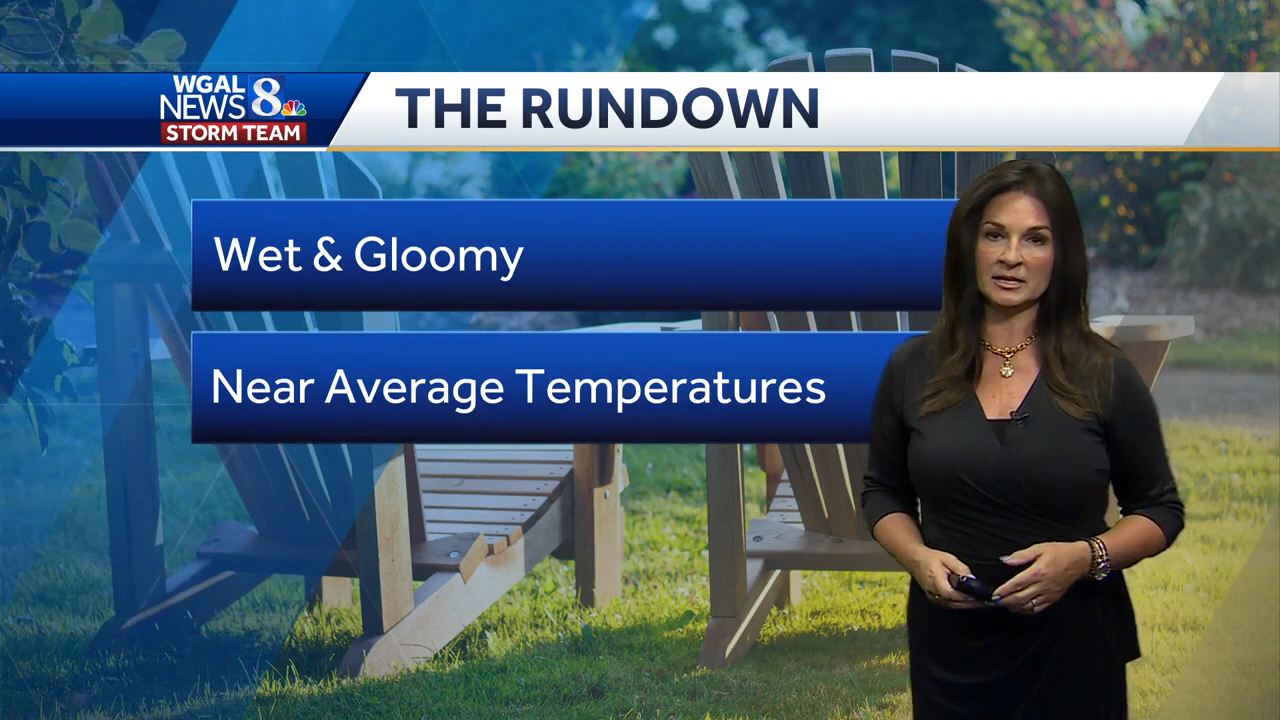 WGAL
NEWS 8
STORM TEAM
THE RUNDOWN
Wet & Gloomy
Near Average Temperatures